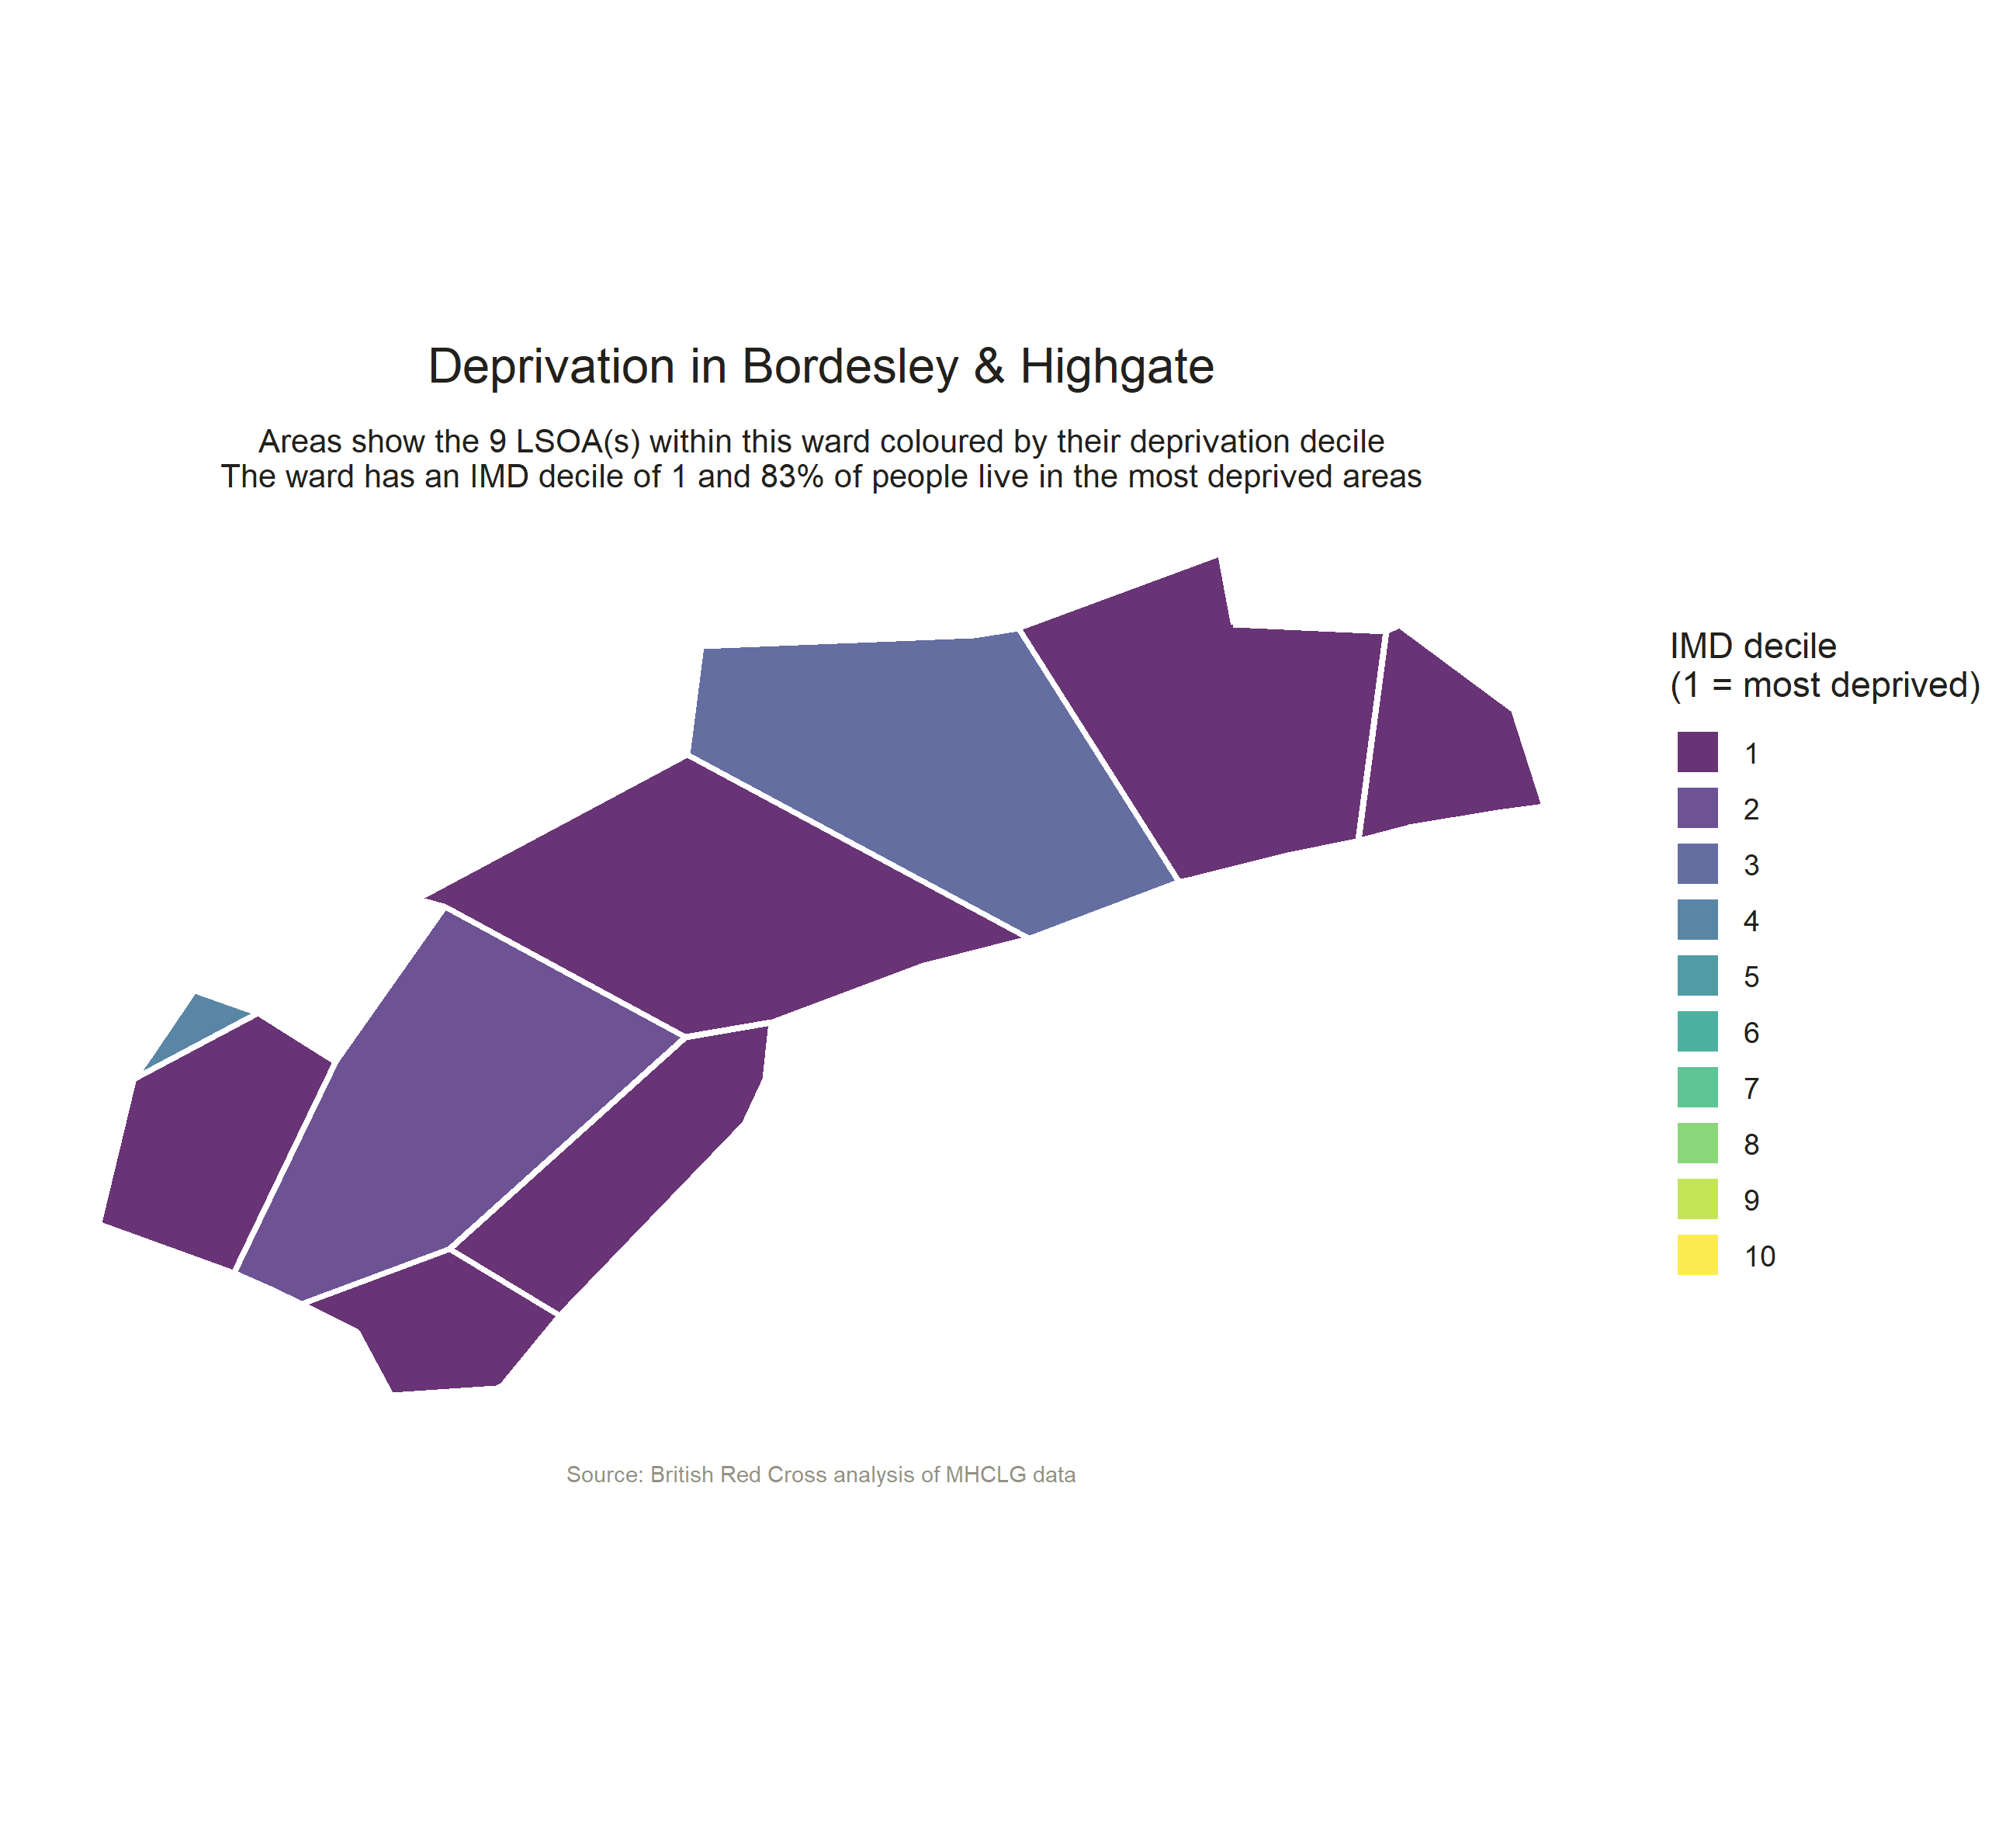 Deprivation in Bordesley & Highgate
Areas show the 9 LSOA(s) within this ward coloured by their deprivation decile
The ward has an IMD decile of 1 and 83% of people live in the most deprived areas
IMD decile
(1 = most deprived)
1
2
3
4
5
6
7
8
9
10
Source: British Red Cross analysis of MHCLG data